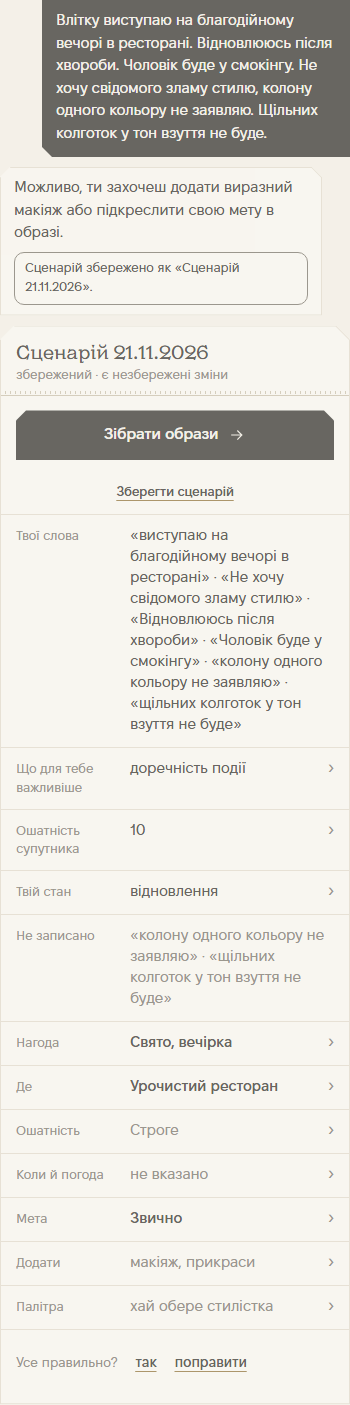 Влітку виступаю на благодійному
вечорі в ресторані. Відновлююсь після
хвороби. Чоловік буде у смокінгу. Не
хочу свідомого зламу стилю, колону
одного кольору не заявляю. Щільних
колготок у тон взуття не буде.
Можливо, ти захочеш додати виразний
макіяж або підкреслити свою мету в
образі.
Сценарій збережено як «Сценарій
21.11.2026».
Сценарій 21.11.2026
збережений · є незбережені зміни
Зібрати образи →
Зберегти сценарій
Твої слова
«виступаю на
благодійному вечорі в
ресторані» · «Не хочу
свідомого зламу стилю» ·
«Відновлююсь після
хвороби» · «Чоловік буде у
смокінгу» · «колону одного
кольору не заявляю» ·
«щільних колготок у тон
взуття не буде»
Що для тебе
важливіше
доречність події
Ошатність
супутника
10
Твій стан
відновлення
Не записано
«колону одного кольору не
заявляю» · «щільних
колготок у тон взуття не
буде»
Нагода
Свято, вечірка
Де
Урочистий ресторан
Ошатність
Строге
Коли й погода
не вказано
Мета
Звично
Додати
макіяж, прикраси
Палітра
хай обере стилістка
Усе правильно? так поправити